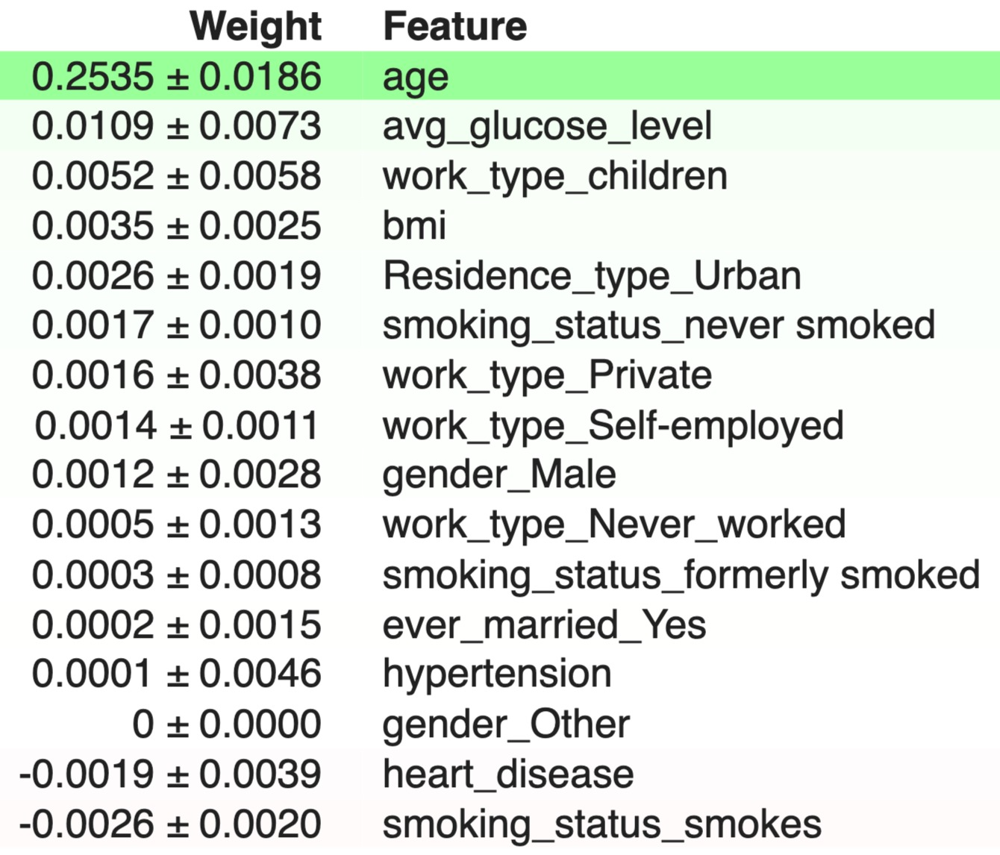 Weight Feature
0.2535 ± 0.0186 age
0.0109 ± 0.0073 avg_glucose_level
0.0052 ± 0.0058 work_type_children
0.0035 ± 0.0025 bmi
0.0026 ± 0.0019 Residence_type_Urban
0.0017 ± 0.0010 smoking_status_never smoked
0.0016 ± 0.0038 work_type_Private
0.0014 ± 0.0011 work_type_Self-employed
0.0012 ± 0.0028 gender_Male
0.0005 ± 0.0013 work_type_Never_worked
0.0003 ± 0.0008 smoking_status_formerly smoked
0.0002 ± 0.0015 ever_married_Yes
0.0001 ± 0.0046 hypertension
0 ± 0.0000 gender_Other
-0.0019 ± 0.0039 heart_disease
-0.0026 ± 0.0020 smoking_status_smokes